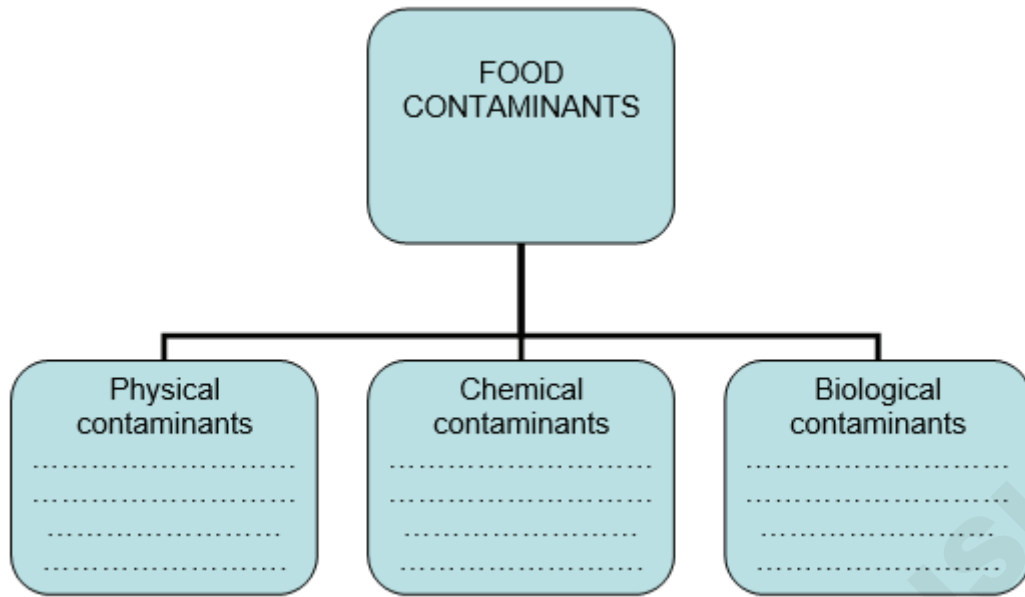 FOOD
CONTAMINANTS
Physical
contaminants
……………………….
……………………….
…………………….
…………………….
Chemical
contaminants
……………………….
……………………….
…………………….
…………………….
Biological
contaminants
……………………….
……………………….
…………………….
…………………….